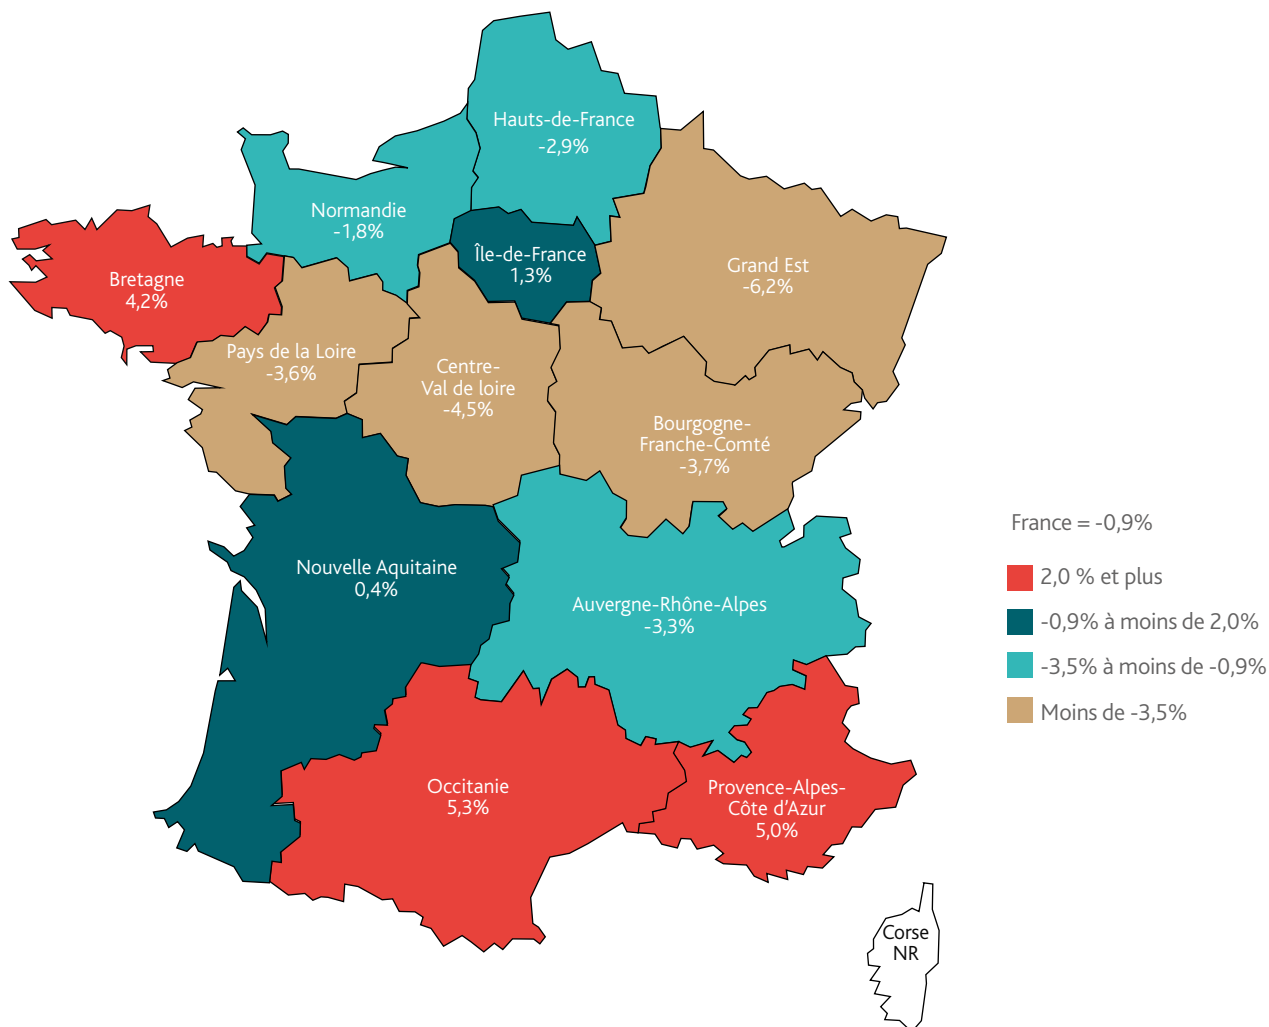 Hauts-de-France
-2,9%
Normandie
-1,8%
Île-de-France
1,3%
Grand Est
-6,2%
Bretagne
4,2%
Pays de la Loire
-3,6%
Centre-
Val de loire
-4,5%
Bourgogne-
Franche-Comté
-3,7%
Nouvelle Aquitaine
0,4%
Auvergne-Rhône-Alpes
-3,3%
Occitanie
5,3%
Provence-Alpes-
Côte d'Azur
5,0%
Corse
NR
France = -0,9%
2,0 % et plus
-0,9% à moins de 2,0%
-3,5% à moins de -0,9%
Moins de -3,5%